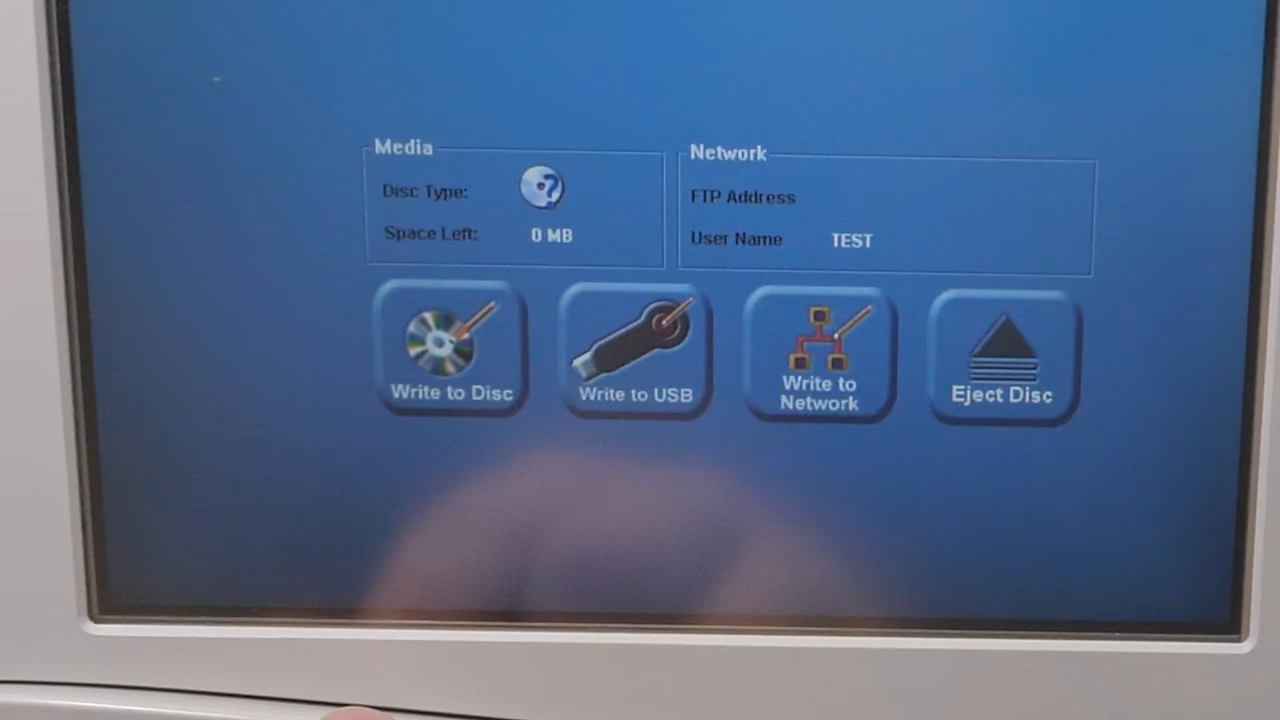 Media
Disc Type: ?
Space Left: 0 MB
Network
FTP Address
User Name TEST
Write to Disc
Write to USB
Write to
Network
Eject Disc